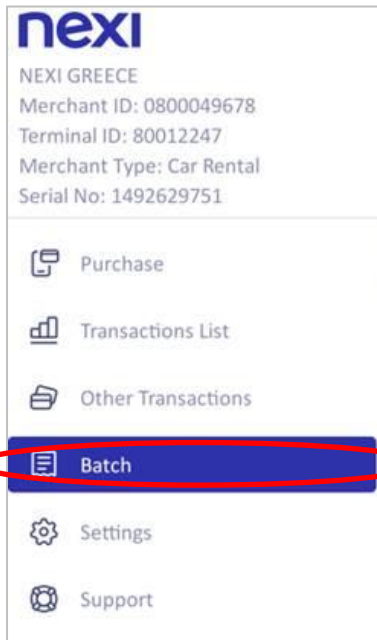 nexi
NEXI GREECE
Merchant ID: 0800049678
Terminal ID: 80012247
Merchant Type: Car Rental
Serial No: 1492629751
Purchase
Transactions List
Other Transactions
Batch
Settings
Support